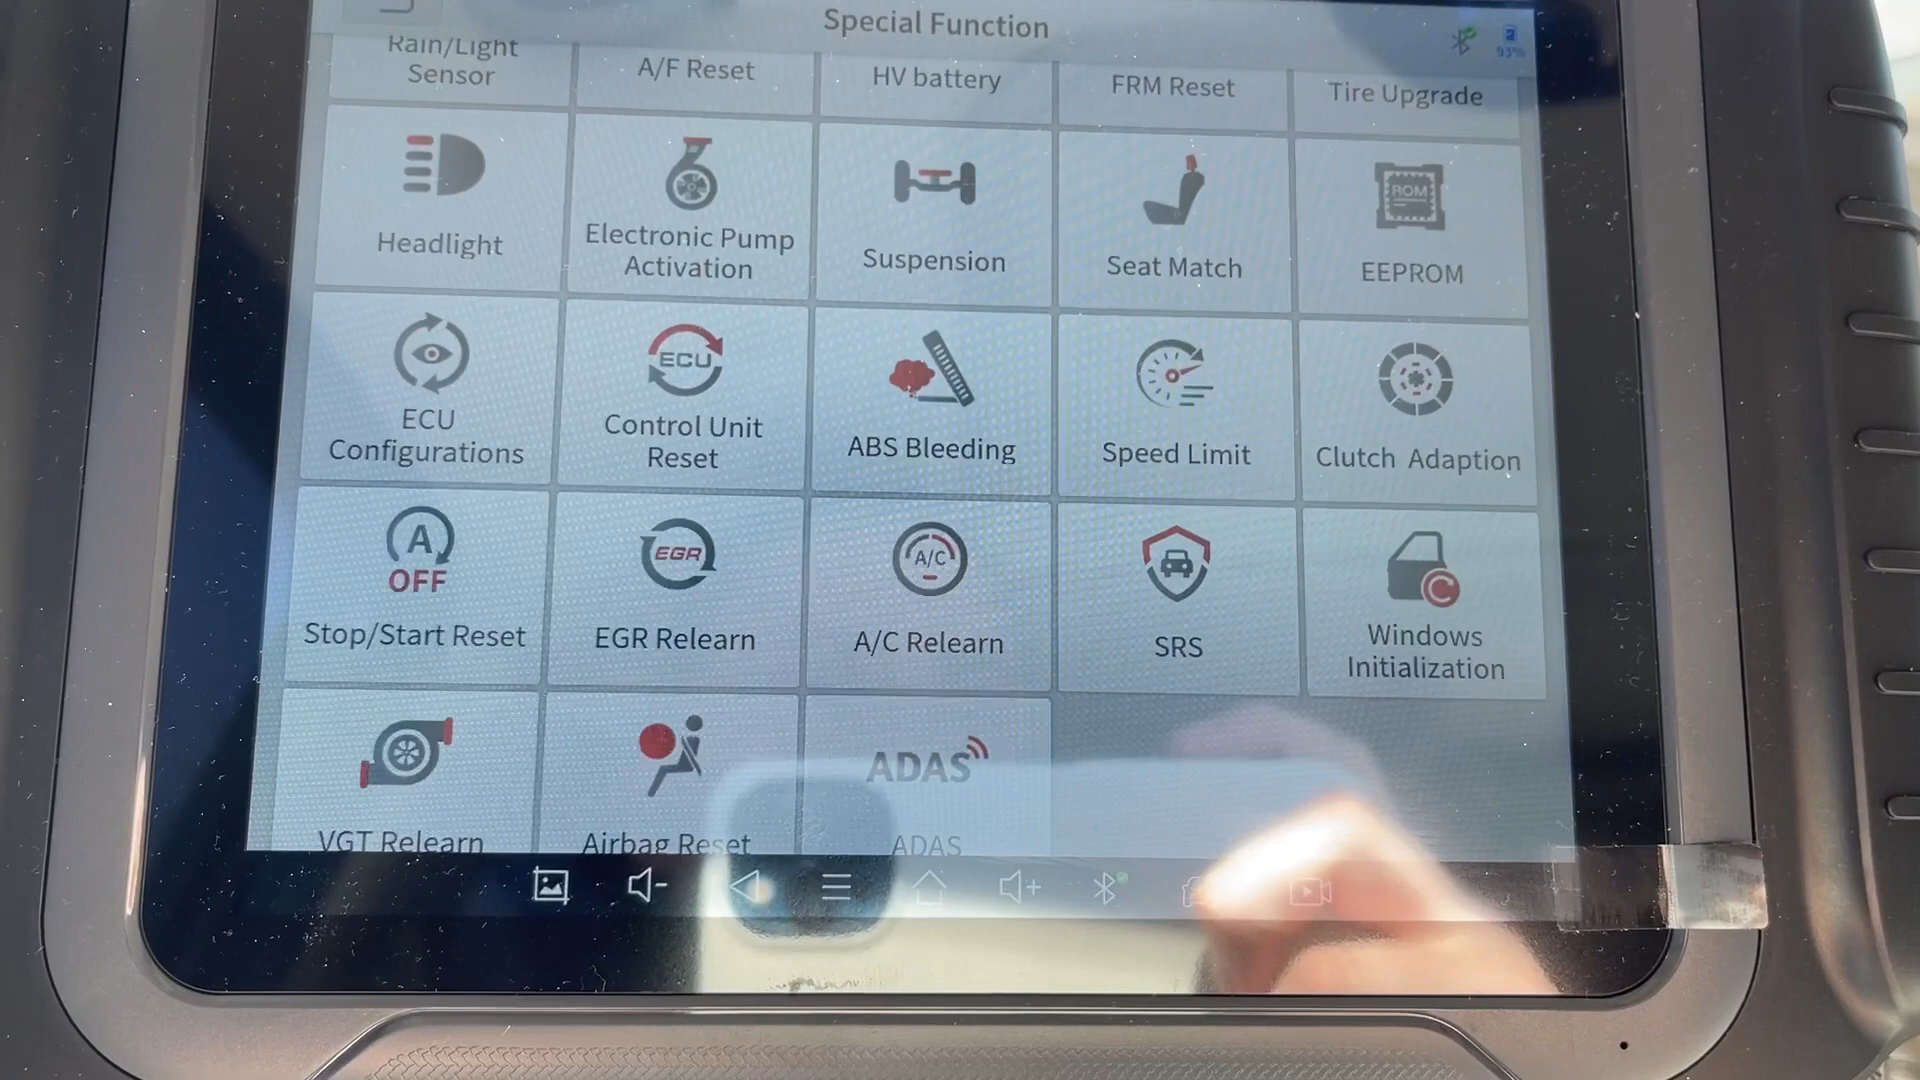 Special Function
93%
Rain/Light
Sensor
A/F Reset
HV battery
FRM Reset
Tire Upgrade
Headlight
Electronic Pump
Activation
Suspension
Seat Match
ROM
EEPROM
ECU
Configurations
ECU
Control Unit
Reset
ABS Bleeding
Speed Limit
Clutch Adaption
A
OFF
Stop/Start Reset
EGR
EGR Relearn
A/C
A/C Relearn
SRS
C
Windows
Initialization
VGT Relearn
Airbag Reset
ADAS
ADAS